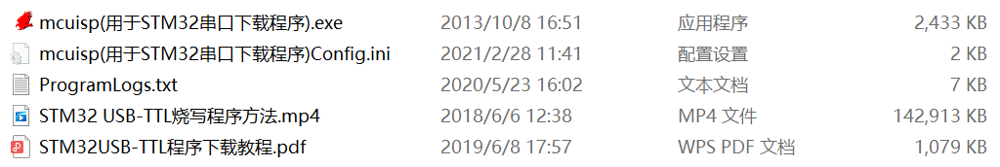 mcuisp(用于STM32串口下载程序).exe 2013/10/8 16:51 应用程序 2,433 KB
mcuisp(用于STM32串口下载程序)Config.ini 2021/2/28 11:41 配置设置 2 KB
ProgramLogs.txt 2020/5/23 16:02 文本文档 7 KB
STM32 USB-TTL烧写程序方法.mp4 2018/6/6 12:38 MP4 文件 142,913 KB
STM32USB-TTL程序下载教程.pdf 2019/6/8 17:57 WPS PDF 文档 1,079 KB